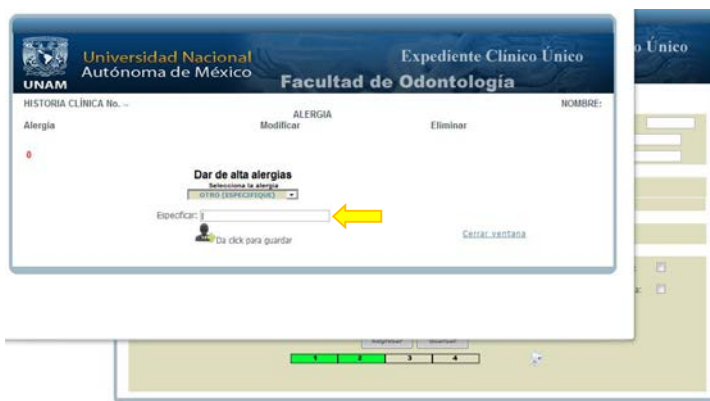 Universidad Nacional
Autónoma de México
UNAM
Expediente Clínico Único
Facultad de Odontología
o Único
HISTORIA CLÍNICA No. --
NOMBRE:
ALERGIA
Alergia Modificar Eliminar
0
Dar de alta alergias
Selecciona la alergia
OTRO (ESPECIFIQUE)
Especificar:
Da click para guardar
Cerrar ventana
a:
Regresar Guardar
1 2 3 4